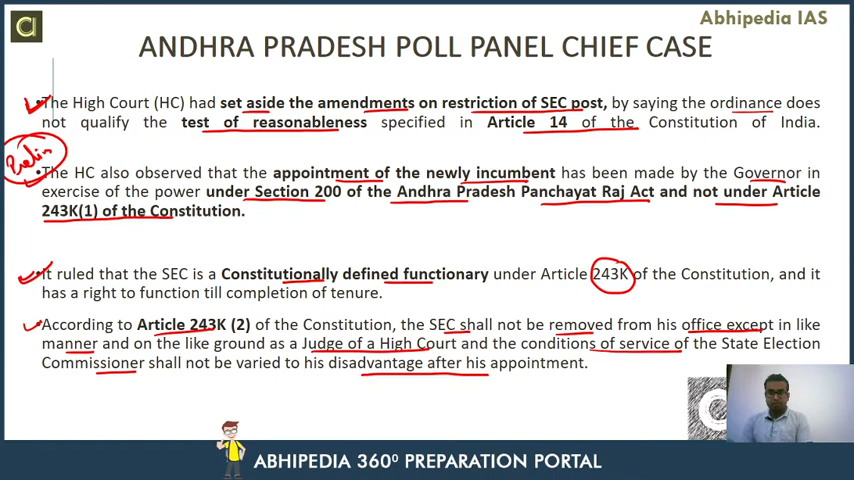 Abhipedia IAS
ANDHRA PRADESH POLL PANEL CHIEF CASE
•The High Court (HC) had set aside the amendments on restriction of SEC post, by saying the ordinance does
not qualify the test of reasonableness specified in Article 14 of the Constitution of India.
Prelim
•The HC also observed that the appointment of the newly incumbent has been made by the Governor in
exercise of the power under Section 200 of the Andhra Pradesh Panchayat Raj Act and not under Article
243K(1) of the Constitution.
•It ruled that the SEC is a Constitutionally defined functionary under Article 243K of the Constitution, and it
has a right to function till completion of tenure.
•According to Article 243K (2) of the Constitution, the SEC shall not be removed from his office except in like
manner and on the like ground as a Judge of a High Court and the conditions of service of the State Election
Commissioner shall not be varied to his disadvantage after his appointment.
ABHIPEDIA 360⁰ PREPARATION PORTAL